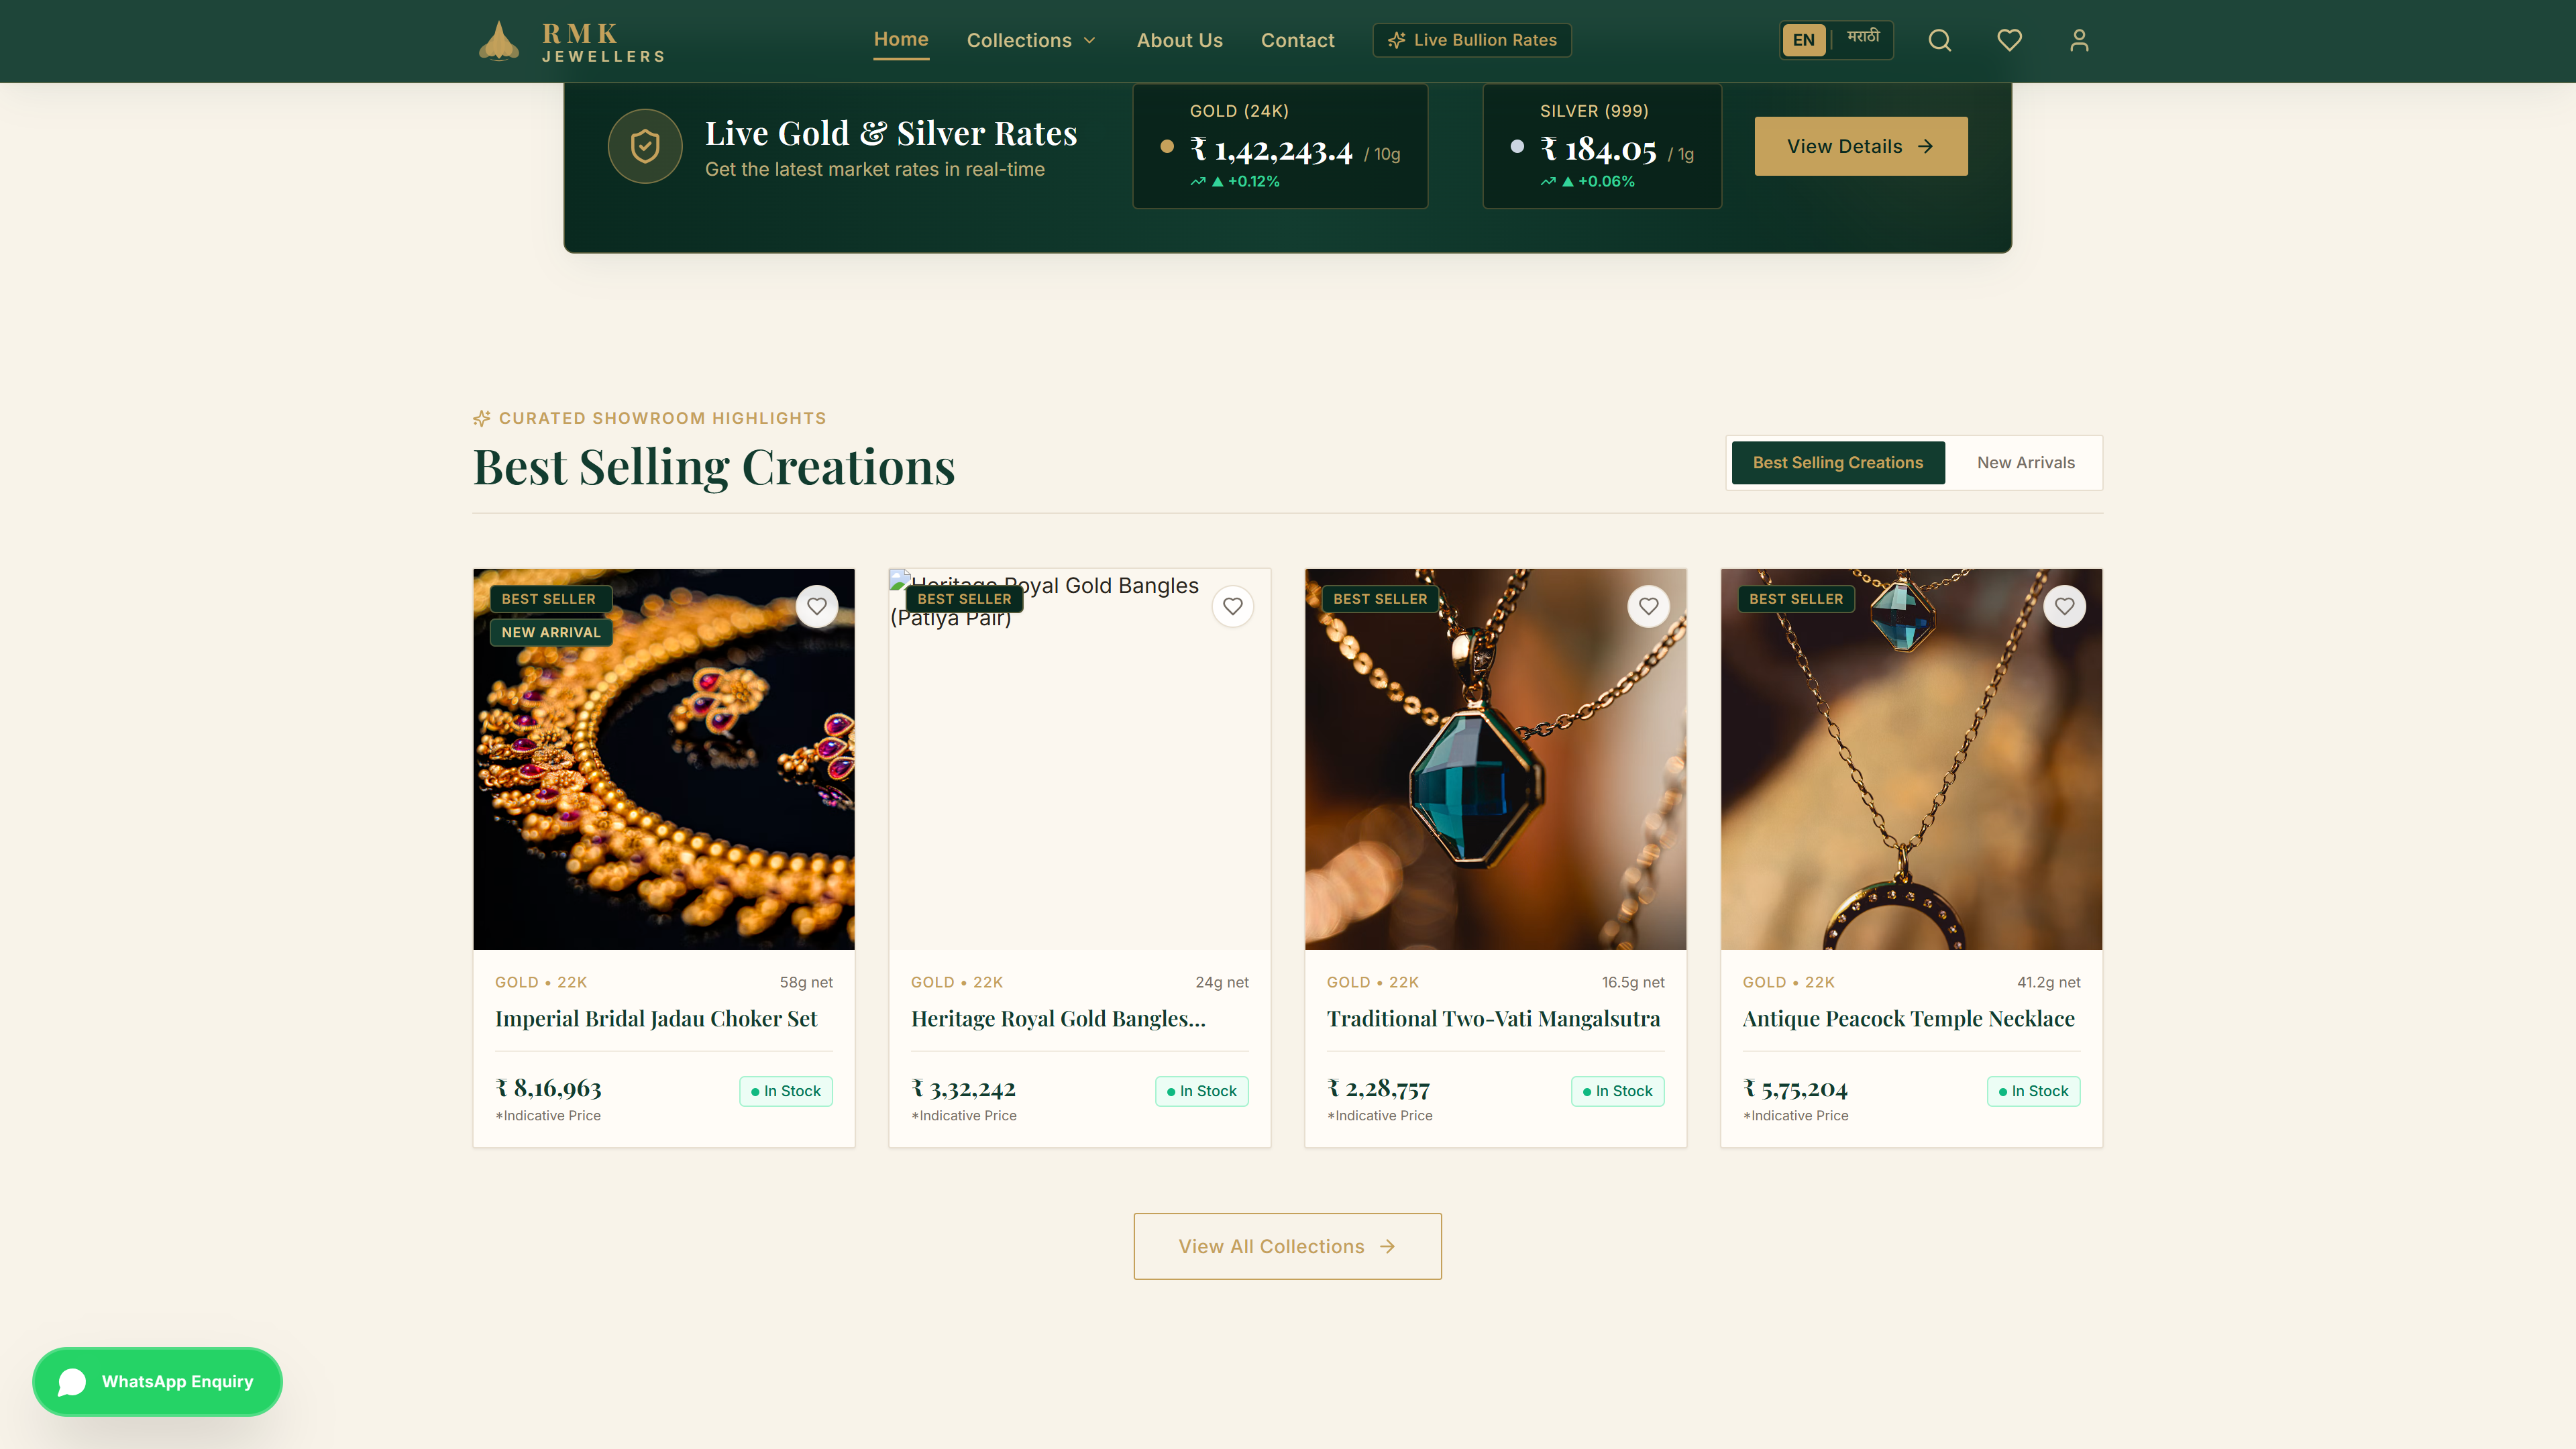 RMK
JEWELLERS
Home
Collections
About Us
Contact
Live Bullion Rates
EN
मराठी
Live Gold & Silver Rates
Get the latest market rates in real-time
GOLD (24K)
₹ 1,42,243.4 / 10g
▲ +0.12%
SILVER (999)
₹ 184.05 / 1g
▲ +0.06%
View Details →
CURATED SHOWROOM HIGHLIGHTS
Best Selling Creations
Best Selling Creations
New Arrivals
BEST SELLER
NEW ARRIVAL
GOLD • 22K
58g net
Imperial Bridal Jadau Choker Set
₹ 8,16,963
In Stock
*Indicative Price
Heritage Royal Gold Bangles
(Patlya Pair)
BEST SELLER
GOLD • 22K
24g net
Heritage Royal Gold Bangles...
₹ 3,32,242
In Stock
*Indicative Price
BEST SELLER
GOLD • 22K
16.5g net
Traditional Two-Vati Mangalsutra
₹ 2,28,757
In Stock
*Indicative Price
BEST SELLER
GOLD • 22K
41.2g net
Antique Peacock Temple Necklace
₹ 5,75,204
In Stock
*Indicative Price
View All Collections →
WhatsApp Enquiry